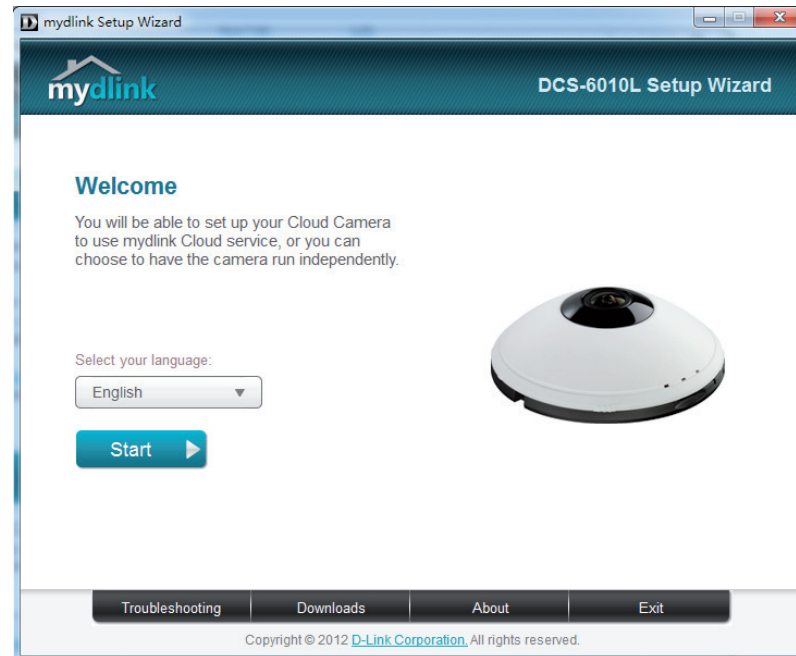 mydlink Setup Wizard
mydlink
DCS-6010L Setup Wizard
Welcome
You will be able to set up your Cloud Camera
to use mydlink Cloud service, or you can
choose to have the camera run independently.
Select your language:
English
Start
Troubleshooting Downloads About Exit
Copyright © 2012 D-Link Corporation. All rights reserved.